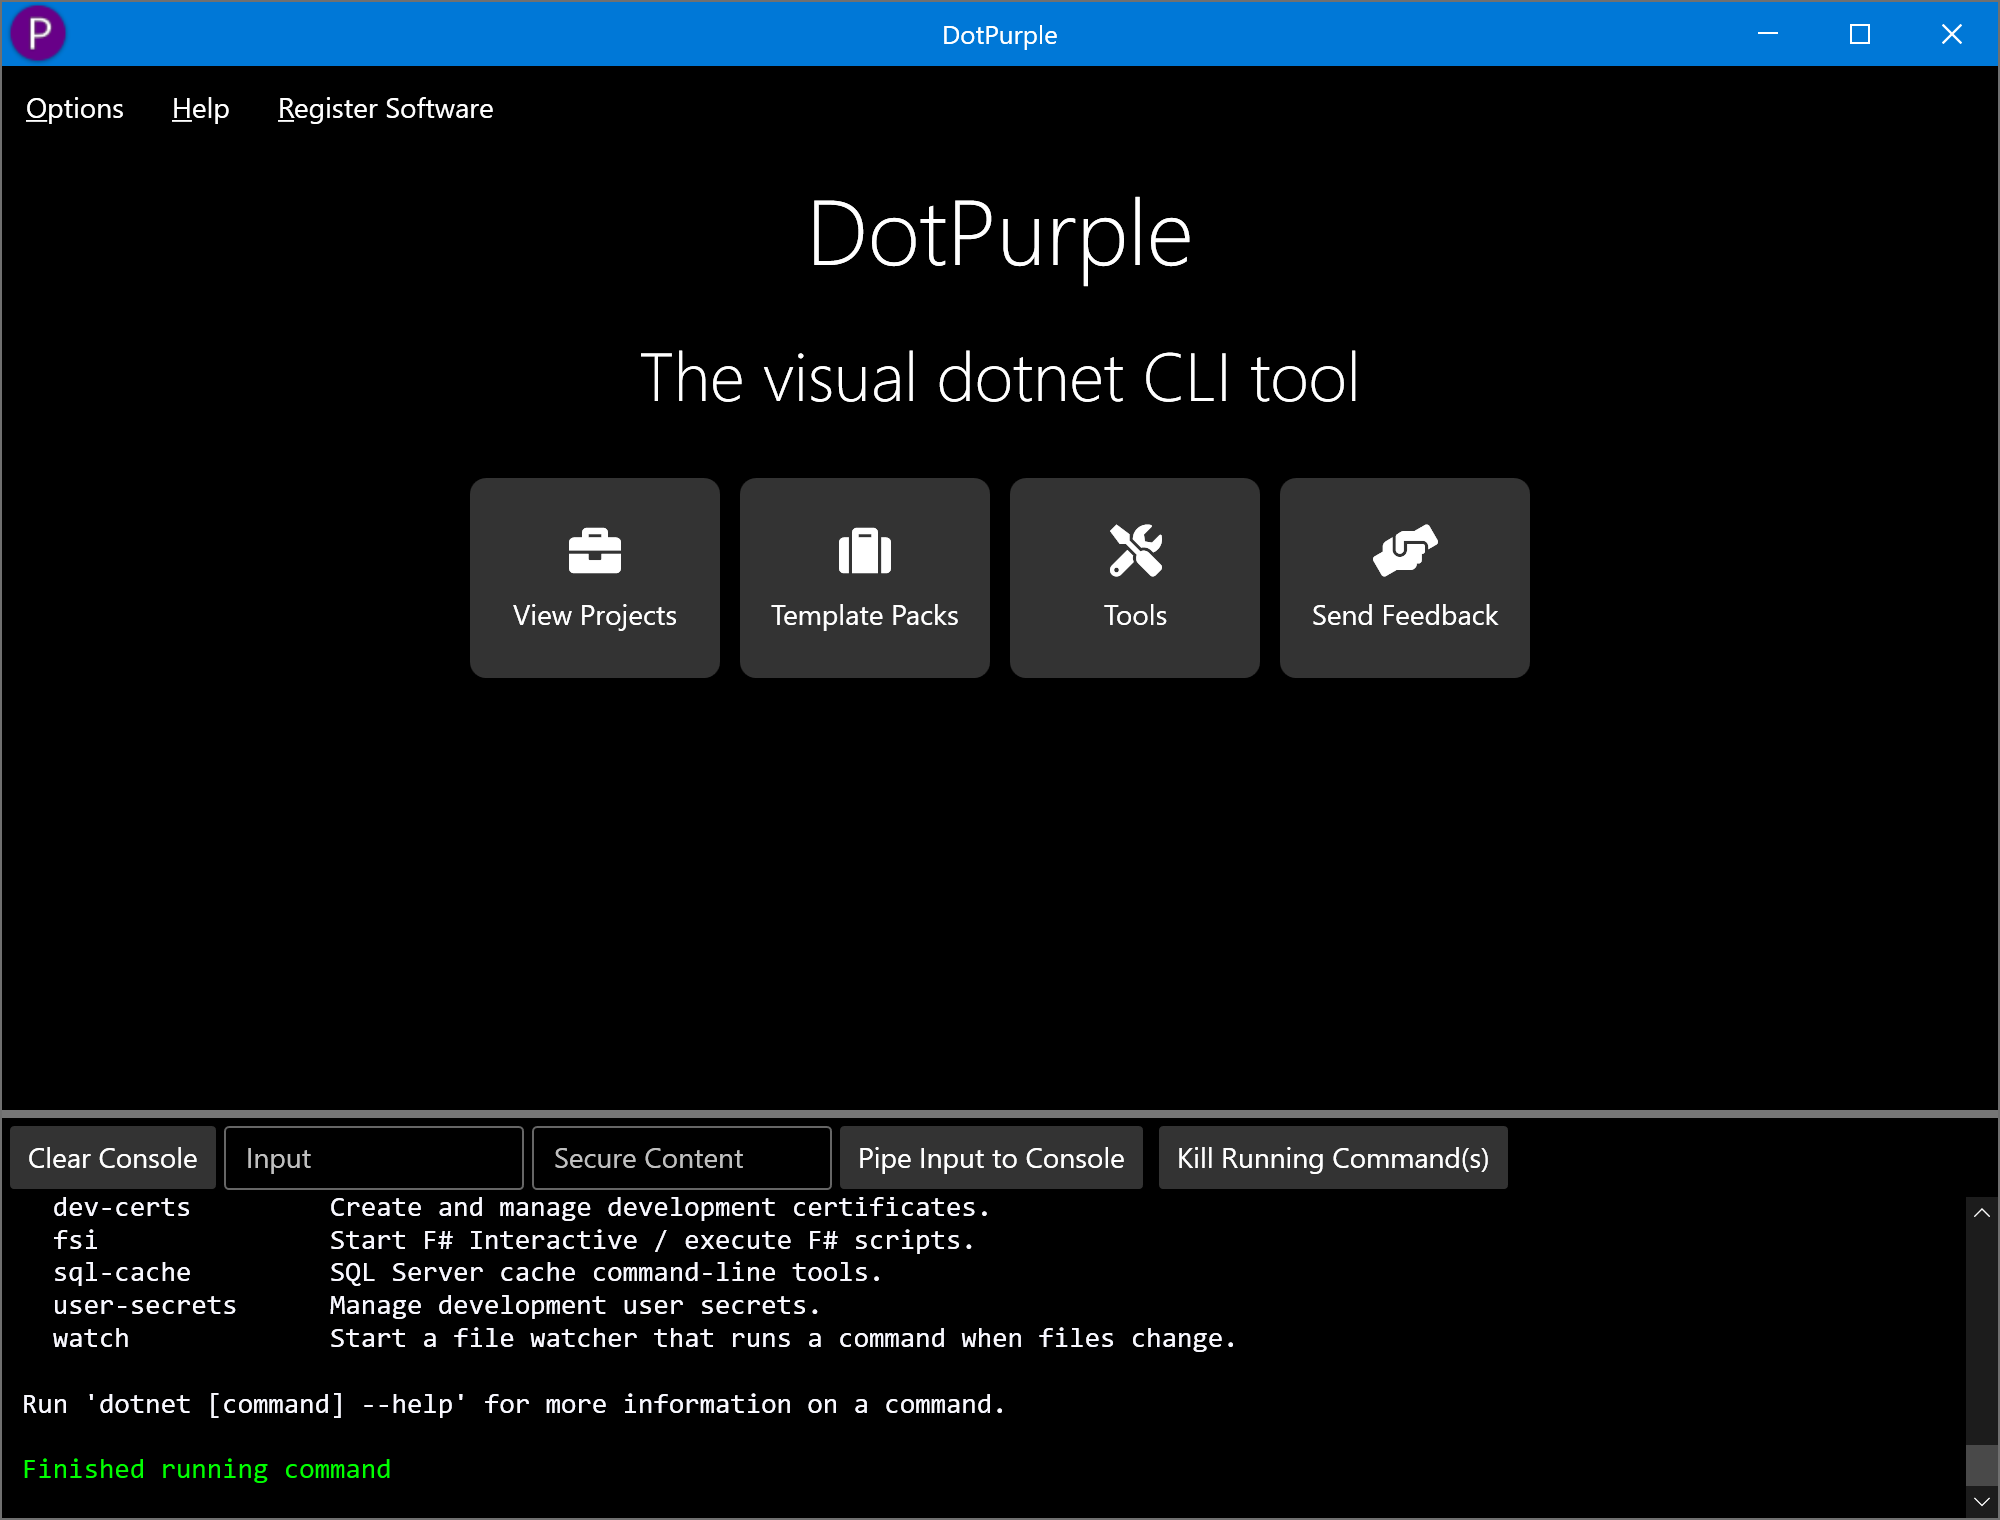 P
DotPurple
Options Help Register Software
DotPurple
The visual dotnet CLI tool
View Projects Template Packs Tools Send Feedback
Clear Console Input Secure Content Pipe Input to Console Kill Running Command(s)
dev-certs Create and manage development certificates.
fsi Start F# Interactive / execute F# scripts.
sql-cache SQL Server cache command-line tools.
user-secrets Manage development user secrets.
watch Start a file watcher that runs a command when files change.
Run 'dotnet [command] --help' for more information on a command.
Finished running command